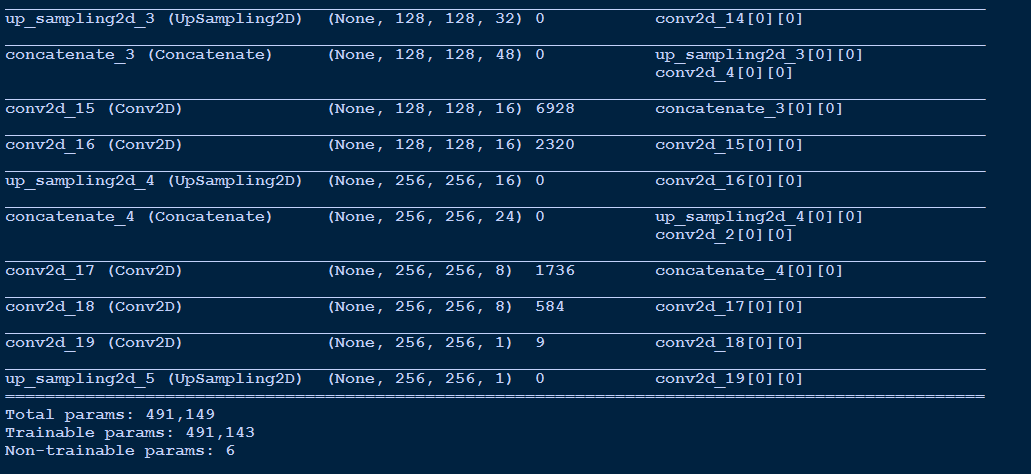 up_sampling2d_3 (UpSampling2D) (None, 128, 128, 32) 0 conv2d_14[0][0]
concatenate_3 (Concatenate) (None, 128, 128, 48) 0 up_sampling2d_3[0][0]
conv2d_4[0][0]
conv2d_15 (Conv2D) (None, 128, 128, 16) 6928 concatenate_3[0][0]
conv2d_16 (Conv2D) (None, 128, 128, 16) 2320 conv2d_15[0][0]
up_sampling2d_4 (UpSampling2D) (None, 256, 256, 16) 0 conv2d_16[0][0]
concatenate_4 (Concatenate) (None, 256, 256, 24) 0 up_sampling2d_4[0][0]
conv2d_2[0][0]
conv2d_17 (Conv2D) (None, 256, 256, 8) 1736 concatenate_4[0][0]
conv2d_18 (Conv2D) (None, 256, 256, 8) 584 conv2d_17[0][0]
conv2d_19 (Conv2D) (None, 256, 256, 1) 9 conv2d_18[0][0]
up_sampling2d_5 (UpSampling2D) (None, 256, 256, 1) 0 conv2d_19[0][0]
Total params: 491,149
Trainable params: 491,143
Non-trainable params: 6